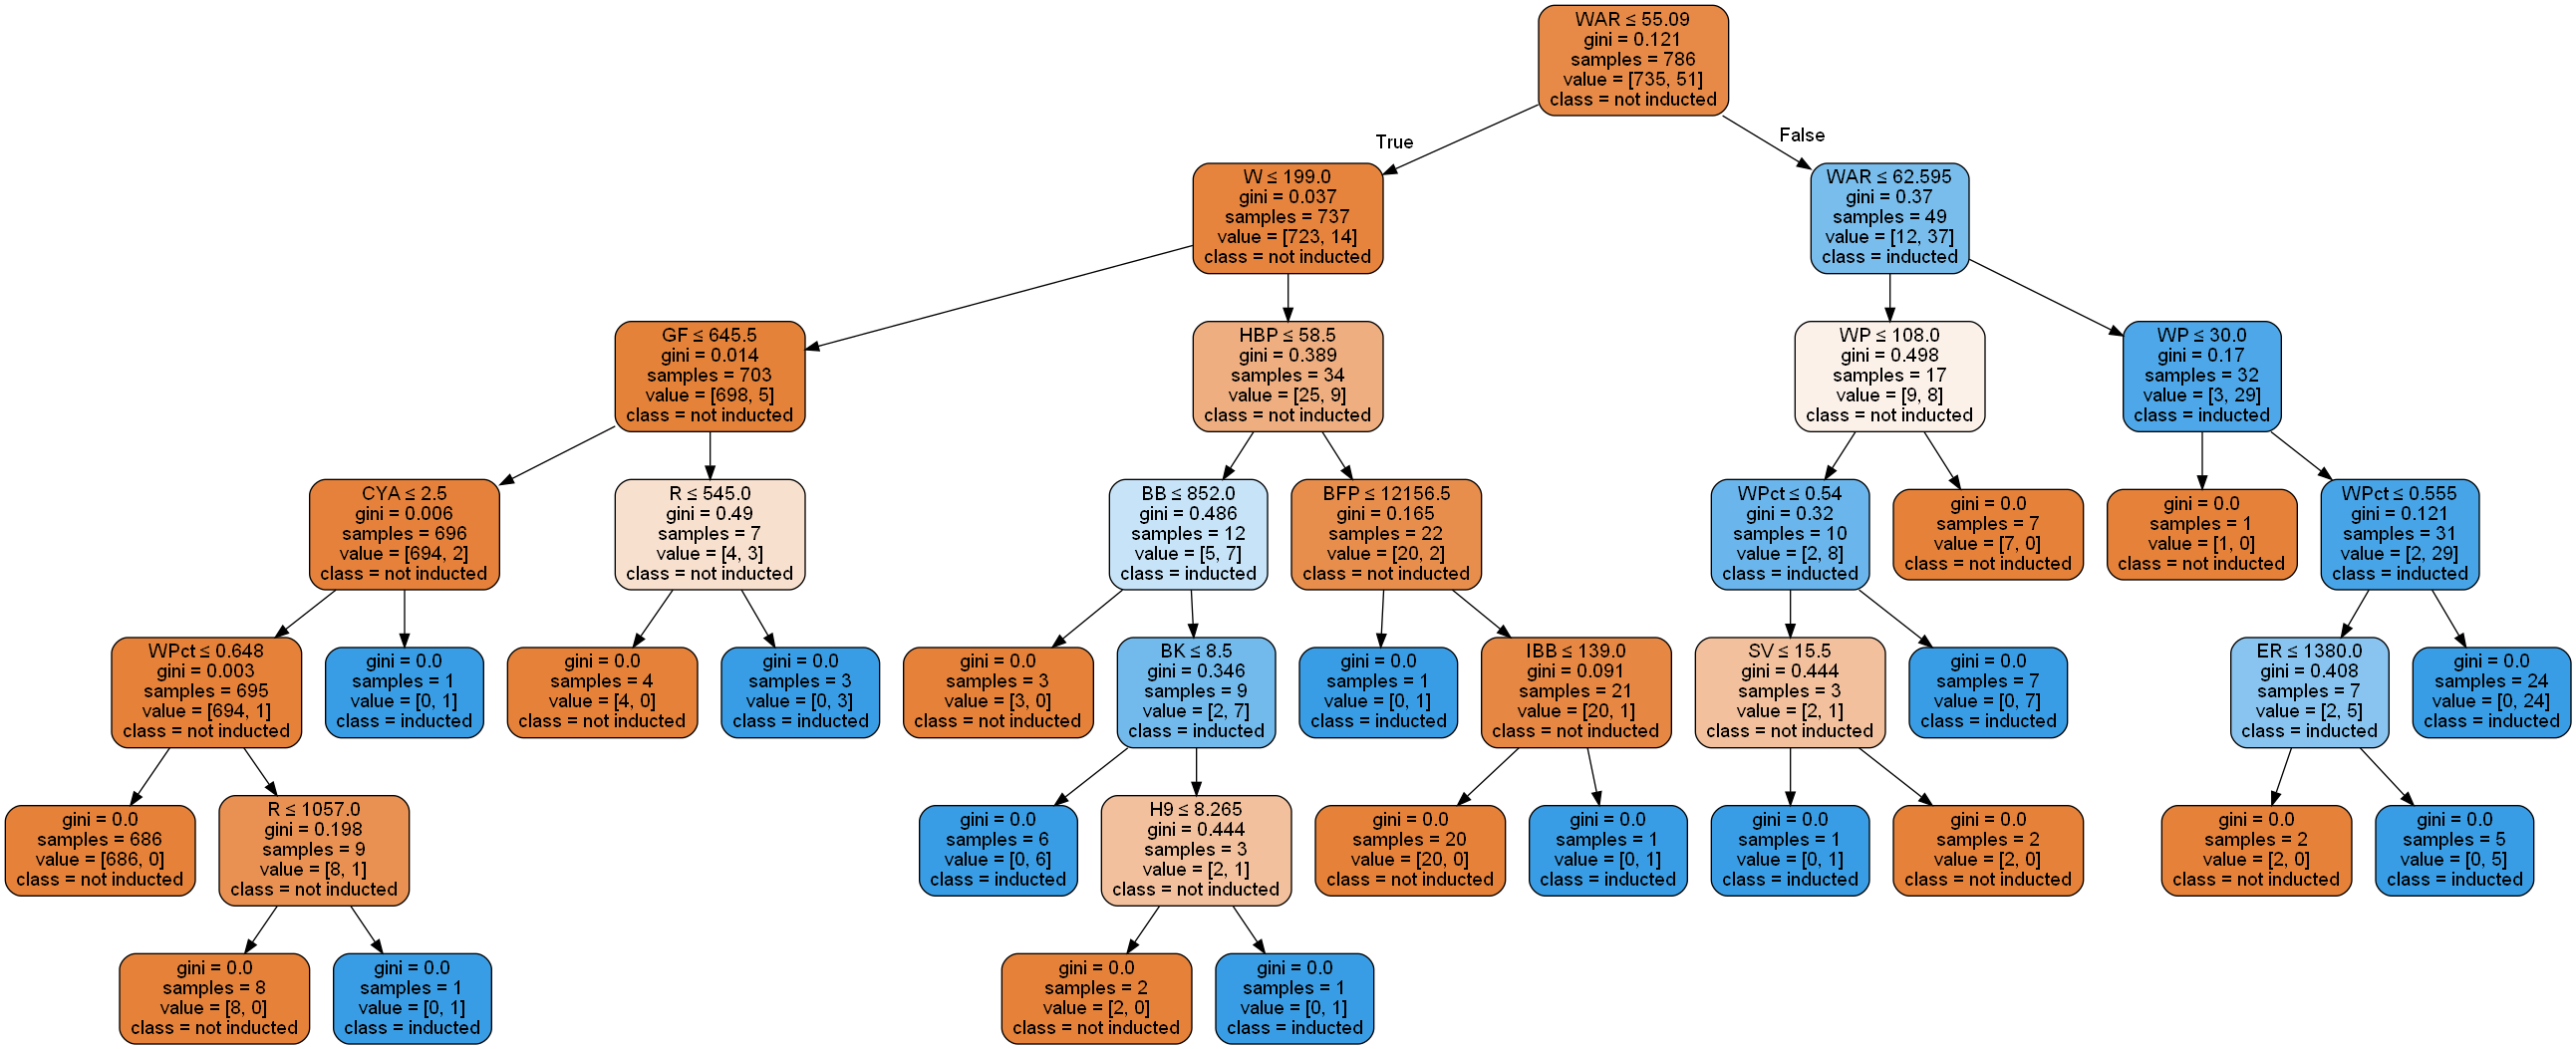 WAR ≤ 55.09
gini = 0.121
samples = 786
value = [735, 51]
class = not inducted
True
False
W ≤ 199.0
gini = 0.037
samples = 737
value = [723, 14]
class = not inducted
WAR ≤ 62.595
gini = 0.37
samples = 49
value = [12, 37]
class = inducted
GF ≤ 645.5
gini = 0.014
samples = 703
value = [698, 5]
class = not inducted
HBP ≤ 58.5
gini = 0.389
samples = 34
value = [25, 9]
class = not inducted
WP ≤ 108.0
gini = 0.498
samples = 17
value = [9, 8]
class = not inducted
WP ≤ 30.0
gini = 0.17
samples = 32
value = [3, 29]
class = inducted
CYA ≤ 2.5
gini = 0.006
samples = 696
value = [694, 2]
class = not inducted
R ≤ 545.0
gini = 0.49
samples = 7
value = [4, 3]
class = not inducted
BB ≤ 852.0
gini = 0.486
samples = 12
value = [5, 7]
class = inducted
BFP ≤ 12156.5
gini = 0.165
samples = 22
value = [20, 2]
class = not inducted
WPct ≤ 0.54
gini = 0.32
samples = 10
value = [2, 8]
class = inducted
gini = 0.0
samples = 7
value = [7, 0]
class = not inducted
gini = 0.0
samples = 1
value = [1, 0]
class = not inducted
WPct ≤ 0.555
gini = 0.121
samples = 31
value = [2, 29]
class = inducted
WPct ≤ 0.648
gini = 0.003
samples = 695
value = [694, 1]
class = not inducted
gini = 0.0
samples = 1
value = [0, 1]
class = inducted
gini = 0.0
samples = 4
value = [4, 0]
class = not inducted
gini = 0.0
samples = 3
value = [0, 3]
class = inducted
gini = 0.0
samples = 3
value = [3, 0]
class = not inducted
BK ≤ 8.5
gini = 0.346
samples = 9
value = [2, 7]
class = inducted
gini = 0.0
samples = 1
value = [0, 1]
class = inducted
IBB ≤ 139.0
gini = 0.091
samples = 21
value = [20, 1]
class = not inducted
SV ≤ 15.5
gini = 0.444
samples = 3
value = [2, 1]
class = not inducted
gini = 0.0
samples = 7
value = [0, 7]
class = inducted
ER ≤ 1380.0
gini = 0.408
samples = 7
value = [2, 5]
class = inducted
gini = 0.0
samples = 24
value = [0, 24]
class = inducted
gini = 0.0
samples = 686
value = [686, 0]
class = not inducted
R ≤ 1057.0
gini = 0.198
samples = 9
value = [8, 1]
class = not inducted
gini = 0.0
samples = 6
value = [0, 6]
class = inducted
H9 ≤ 8.265
gini = 0.444
samples = 3
value = [2, 1]
class = not inducted
gini = 0.0
samples = 20
value = [20, 0]
class = not inducted
gini = 0.0
samples = 1
value = [0, 1]
class = inducted
gini = 0.0
samples = 1
value = [0, 1]
class = inducted
gini = 0.0
samples = 2
value = [2, 0]
class = not inducted
gini = 0.0
samples = 2
value = [2, 0]
class = not inducted
gini = 0.0
samples = 5
value = [0, 5]
class = inducted
gini = 0.0
samples = 8
value = [8, 0]
class = not inducted
gini = 0.0
samples = 1
value = [0, 1]
class = inducted
gini = 0.0
samples = 2
value = [2, 0]
class = not inducted
gini = 0.0
samples = 1
value = [0, 1]
class = inducted